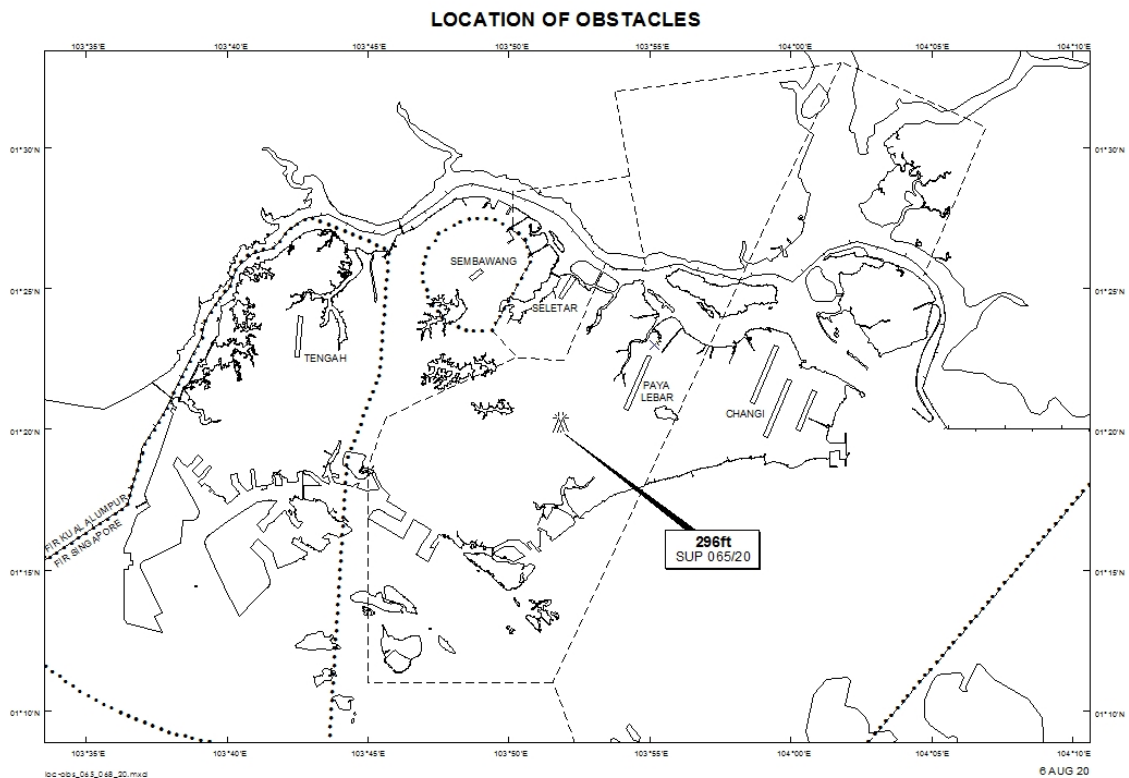 LOCATION OF OBSTACLES
103°35'E 103°40'E 103°45'E 103°50'E 103°55'E 104°00'E 104°05'E 104°10'E
01°30'N 01°30'N
SEMBAWANG
01°25'N 01°25'N
SELETAR
TENGAH
PAYA
LEBAR
CHANGI
01°20'N 01°20'N
FIR KUALA LUMPUR
FIR SINGAPORE
296ft
SUP 065/20
01°15'N 01°15'N
01°10'N 01°10'N
103°35'E 103°40'E 103°45'E 103°50'E 103°55'E 104°00'E 104°05'E 104°10'E
loc-obs_065_068_20.mxd
6 AUG 20